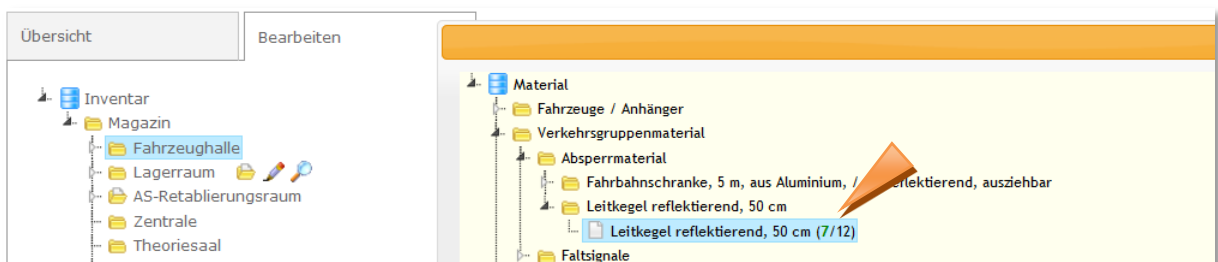 Übersicht
Bearbeiten
Inventar
Magazin
Fahrzeughalle
Lagerraum
AS-Retablierungsraum
Zentrale
Theoriesaal
Material
Fahrzeuge / Anhänger
Verkehrsgruppenmaterial
Absperrmaterial
Fahrbahnschranke, 5 m, aus Aluminium, / eflektierend, ausziehbar
Leitkegel reflektierend, 50 cm
Leitkegel reflektierend, 50 cm (7/12)
Faltsignale